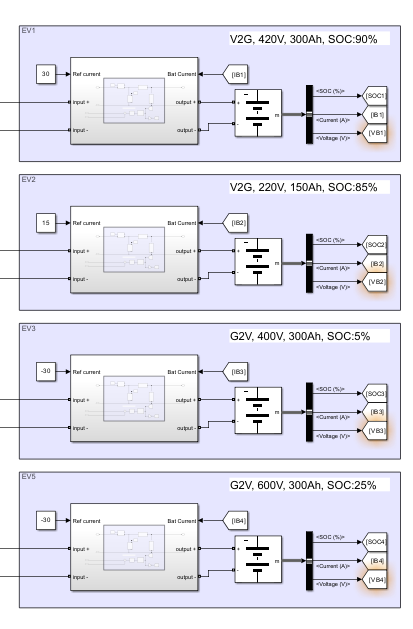 EV1
V2G, 420V, 300Ah, SOC:90%
30
Ref current
Bat Current
[IB1]
input +
output +
input -
output -
+
-
m
<SOC (%)>
<Current (A)>
<Voltage (V)>
[SOC1]
[IB1]
[VB1]
EV2
V2G, 220V, 150Ah, SOC:85%
15
Ref current
Bat Current
[IB2]
input +
output +
input -
output -
+
-
m
<SOC (%)>
<Current (A)>
<Voltage (V)>
[SOC2]
[IB2]
[VB2]
EV3
G2V, 400V, 300Ah, SOC:5%
-30
Ref current
Bat Current
[IB3]
input +
output +
input -
output -
+
-
m
<SOC (%)>
<Current (A)>
<Voltage (V)>
[SOC3]
[IB3]
[VB3]
EV5
G2V, 600V, 300Ah, SOC:25%
-30
Ref current
Bat Current
[IB4]
input +
output +
input -
output -
+
-
m
<SOC (%)>
<Current (A)>
<Voltage (V)>
[SOC4]
[IB4]
[VB4]